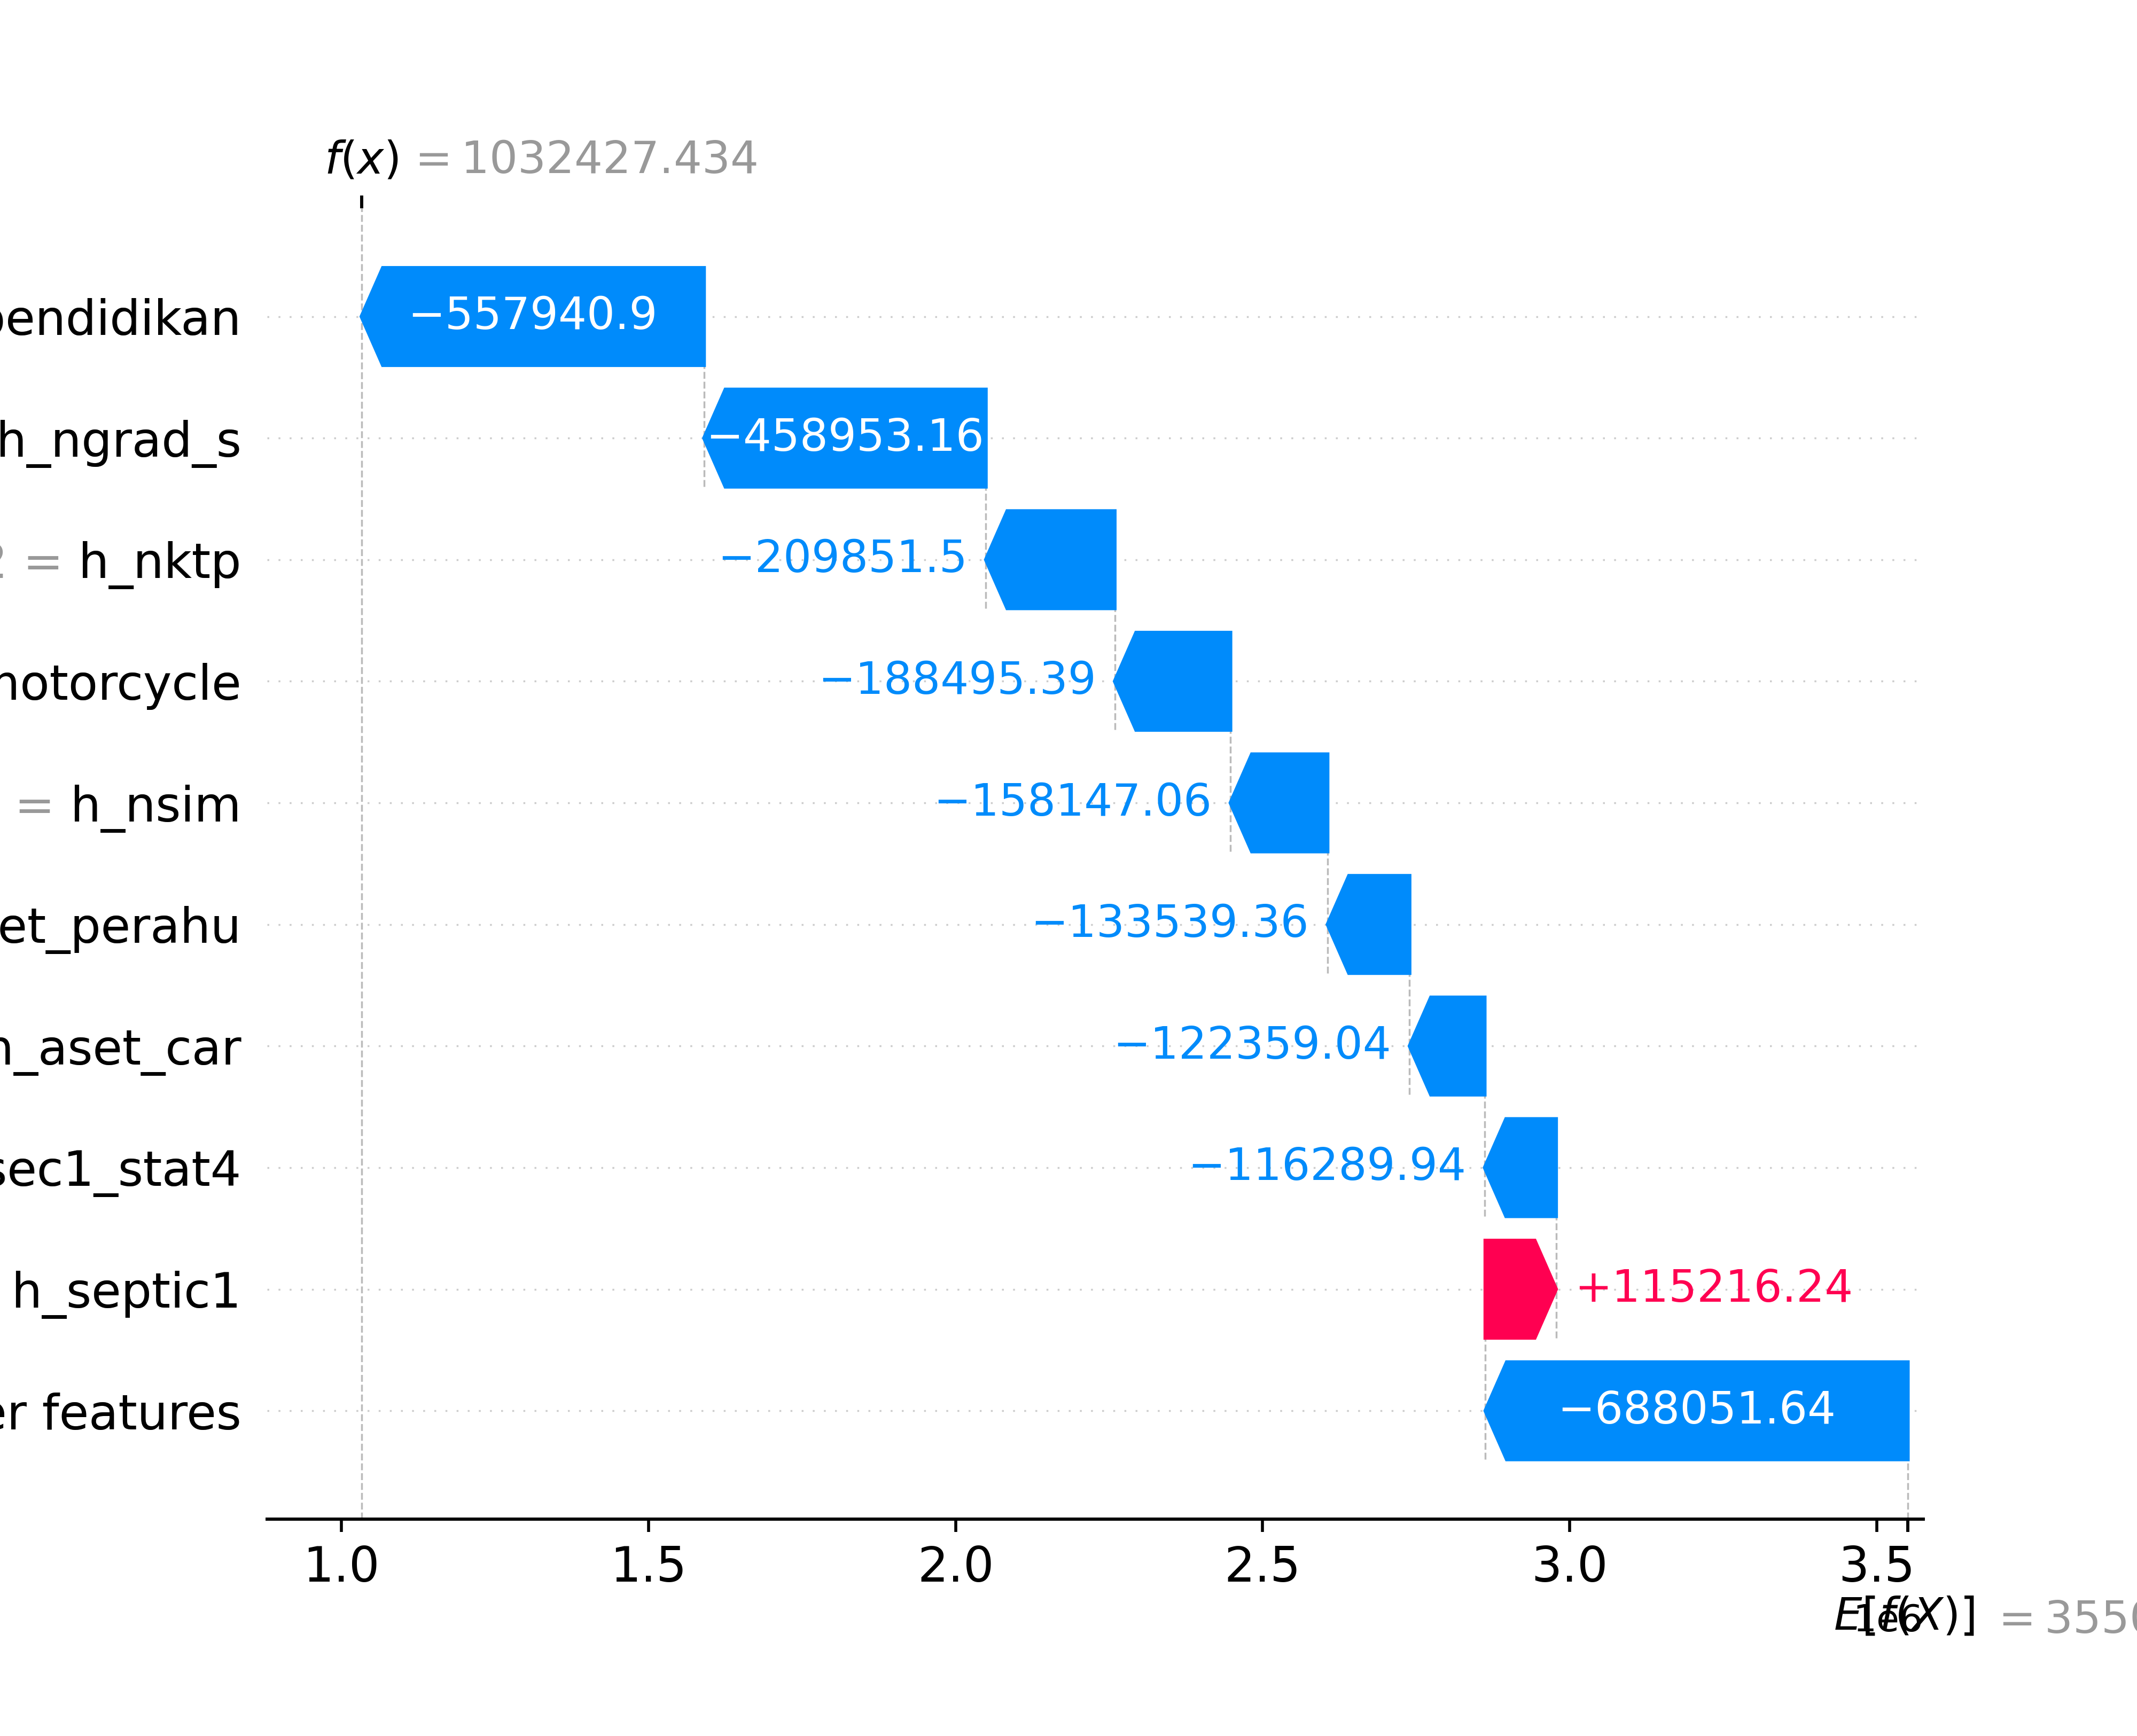 f(x) = 1032427.434
pendidikan −557940.9
h_ngrad_s −458953.16
= h_nktp −209851.5
motorcycle −188495.39
= h_nsim −158147.06
et_perahu −133539.36
h_aset_car −122359.04
sec1_stat4 −116289.94
h_septic1 +115216.24
er features −688051.64
1.0 1.5 2.0 2.5 3.0 3.5
1e6
E[f(X)] = 3550